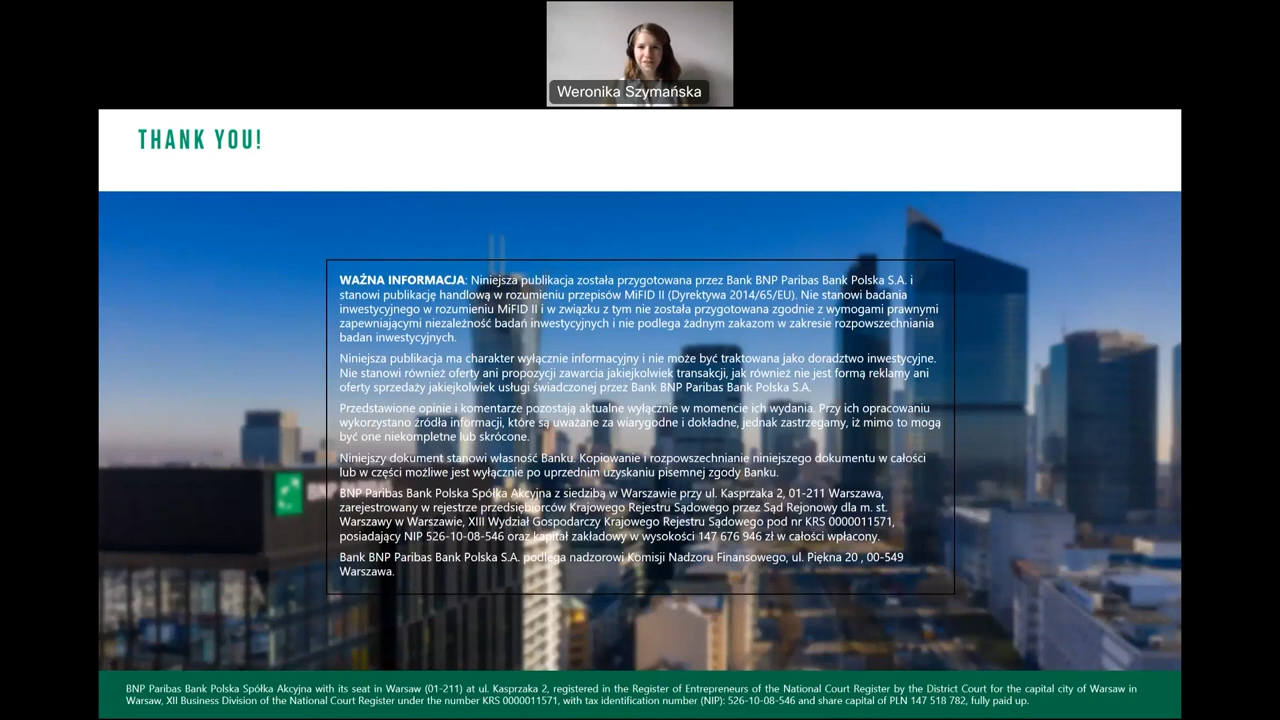 Weronika Szymańska
THANK YOU!
WAŻNA INFORMACJA: Niniejsza publikacja została przygotowana przez Bank BNP Paribas Bank Polska S.A. i
stanowi publikację handlową w rozumieniu przepisów MiFID II (Dyrektywa 2014/65/EU). Nie stanowi badania
inwestycyjnego w rozumieniu MiFID II i w związku z tym nie została przygotowana zgodnie z wymogami prawnymi
zapewniającymi niezależność badań inwestycyjnych i nie podlega żadnym zakazom w zakresie rozpowszechniania
badan inwestycyjnych.
Niniejsza publikacja ma charakter wyłącznie informacyjny i nie może być traktowana jako doradztwo inwestycyjne.
Nie stanowi również oferty ani propozycji zawarcia jakiejkolwiek transakcji, jak również nie jest formą reklamy ani
oferty sprzedaży jakiejkolwiek usługi świadczonej przez Bank BNP Paribas Bank Polska S.A.
Przedstawione opinie i komentarze pozostają aktualne wyłącznie w momencie ich wydania. Przy ich opracowaniu
wykorzystano źródła informacji, które są uważane za wiarygodne i dokładne, jednak zastrzegamy, iż mimo to mogą
być one niekompletne lub skrócone.
Niniejszy dokument stanowi własność Banku. Kopiowanie i rozpowszechnianie niniejszego dokumentu w całości
lub w części możliwe jest wyłącznie po uprzednim uzyskaniu pisemnej zgody Banku.
BNP Paribas Bank Polska Spółka Akcyjna z siedzibą w Warszawie przy ul. Kasprzaka 2, 01-211 Warszawa,
zarejestrowany w rejestrze przedsiębiorców Krajowego Rejestru Sądowego przez Sąd Rejonowy dla m. st.
Warszawy w Warszawie, XIII Wydział Gospodarczy Krajowego Rejestru Sądowego pod nr KRS 0000011571,
posiadający NIP 526-10-08-546 oraz kapitał zakładowy w wysokości 147 676 946 zł w całości wpłacony.
Bank BNP Paribas Bank Polska S.A. podlega nadzorowi Komisji Nadzoru Finansowego, ul. Piękna 20 , 00-549
Warszawa.
BNP Paribas Bank Polska Spółka Akcyjna with its seat in Warsaw (01-211) at ul. Kasprzaka 2, registered in the Register of Entrepreneurs of the National Court Register by the District Court for the capital city of Warsaw in
Warsaw, XII Business Division of the National Court Register under the number KRS 0000011571, with tax identification number (NIP): 526-10-08-546 and share capital of PLN 147 518 782, fully paid up.